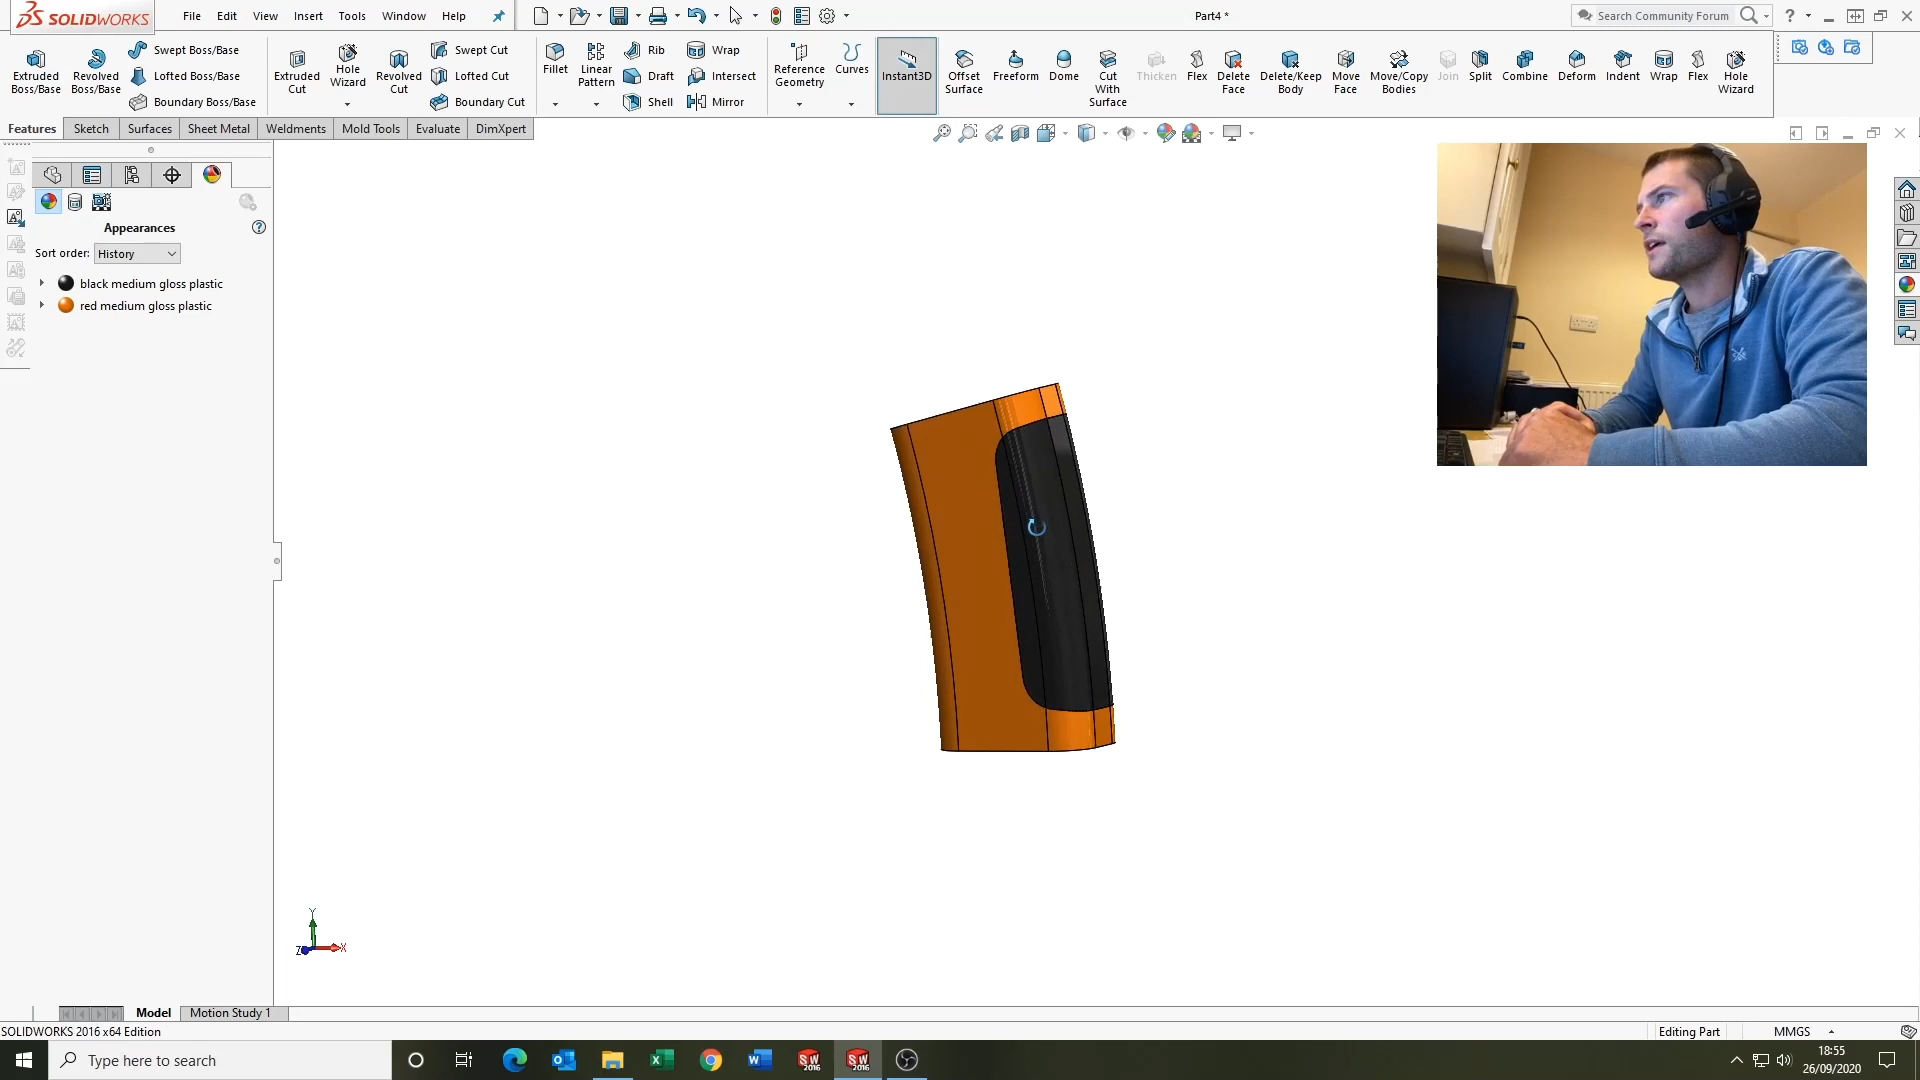 SOLIDWORKS File Edit View Insert Tools Window Help Part4 * Search Community Forum
Extruded Boss/Base
Revolved Boss/Base
Swept Boss/Base
Lofted Boss/Base
Boundary Boss/Base
Extruded Cut
Hole Wizard
Revolved Cut
Swept Cut
Lofted Cut
Boundary Cut
Fillet
Linear Pattern
Rib
Draft
Shell
Wrap
Intersect
Mirror
Reference Geometry
Curves
Instant3D
Offset Surface
Freeform
Dome
Cut With Surface
Thicken
Flex
Delete Face
Delete/Keep Body
Move Face
Move/Copy Bodies
Join
Split
Combine
Deform
Indent
Wrap
Flex
Hole Wizard
Features Sketch Surfaces Sheet Metal Weldments Mold Tools Evaluate DimXpert
Appearances
Sort order: History
black medium gloss plastic
red medium gloss plastic
Y
Z X
Model Motion Study 1
SOLIDWORKS 2016 x64 Edition Editing Part MMGS
Type here to search
18:55
26/09/2020